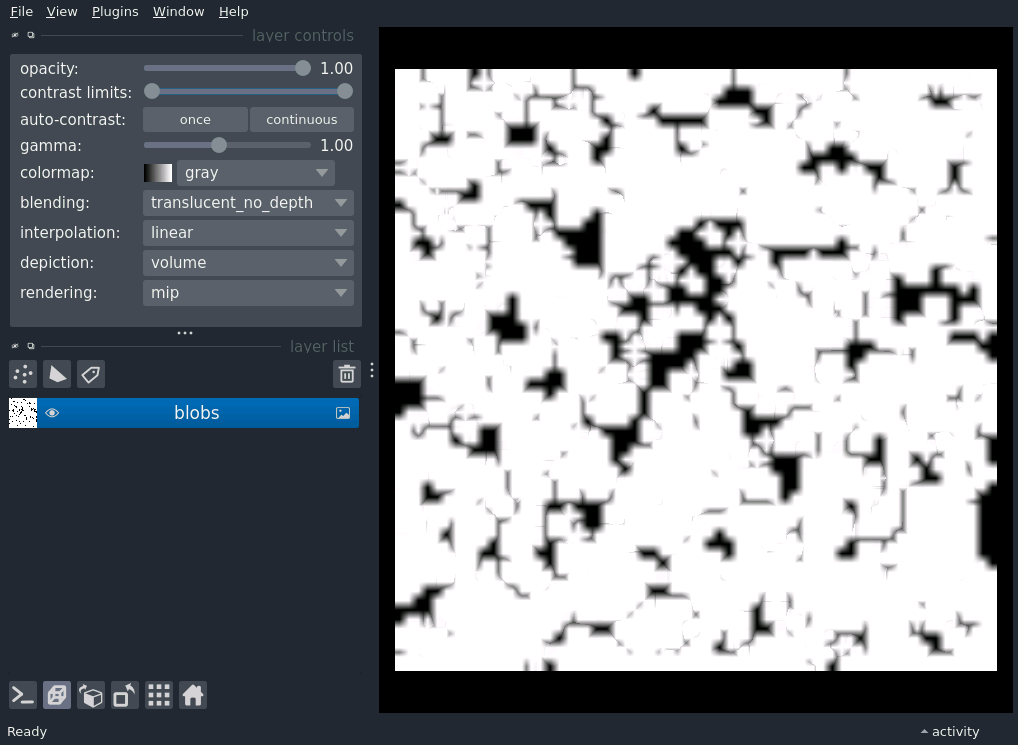 File View Plugins Window Help
layer controls
opacity: 1.00
contrast limits:
auto-contrast: once continuous
gamma: 1.00
colormap: gray
blending: translucent_no_depth
interpolation: linear
depiction: volume
rendering: mip
layer list
blobs
Ready activity